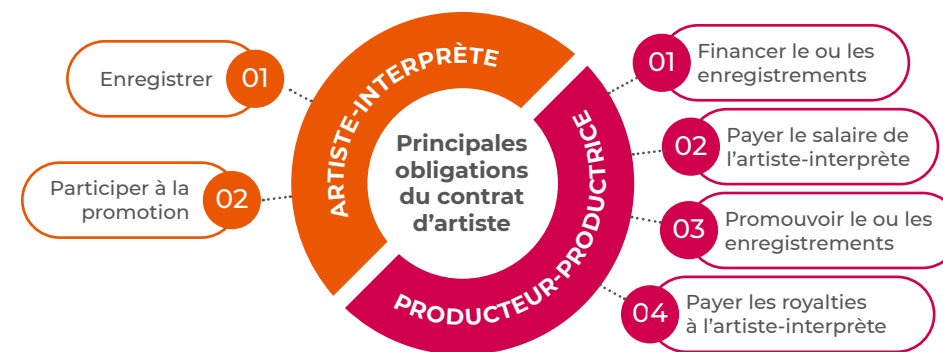 ARTISTE-INTERPRÈTE
Enregistrer
01
Participer à la
promotion
02
Principales
obligations
du contrat
d'artiste
PRODUCTEUR-PRODUCTRICE
01
Financer le ou les
enregistrements
02
Payer le salaire de
l'artiste-interprète
03
Promouvoir le ou les
enregistrements
04
Payer les royalties
à l'artiste-interprète